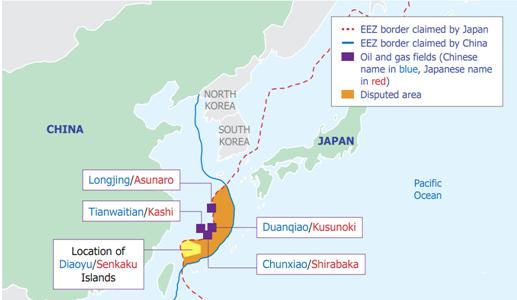 EEZ border claimed by Japan
EEZ border claimed by China
Oil and gas fields (Chinese
name in blue, Japanese name
in red)
Disputed area
NORTH
KOREA
CHINA
SOUTH
KOREA
JAPAN
Longjing/Asunaro
Pacific
Ocean
Tianwaitian/Kashi
Duanqiao/Kusunoki
Location of
Diaoyu/Senkaku
Islands
Chunxiao/Shirabaka